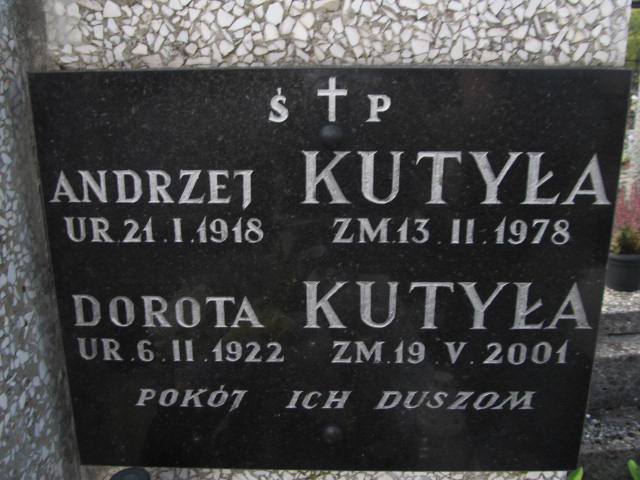 Ś P
ANDRZEJ KUTYŁA
UR. 21. I. 1918 ZM. 13. II. 1978
DOROTA KUTYŁA
UR. 6. II. 1922 ZM. 19. V. 2001
POKÓJ ICH DUSZOM